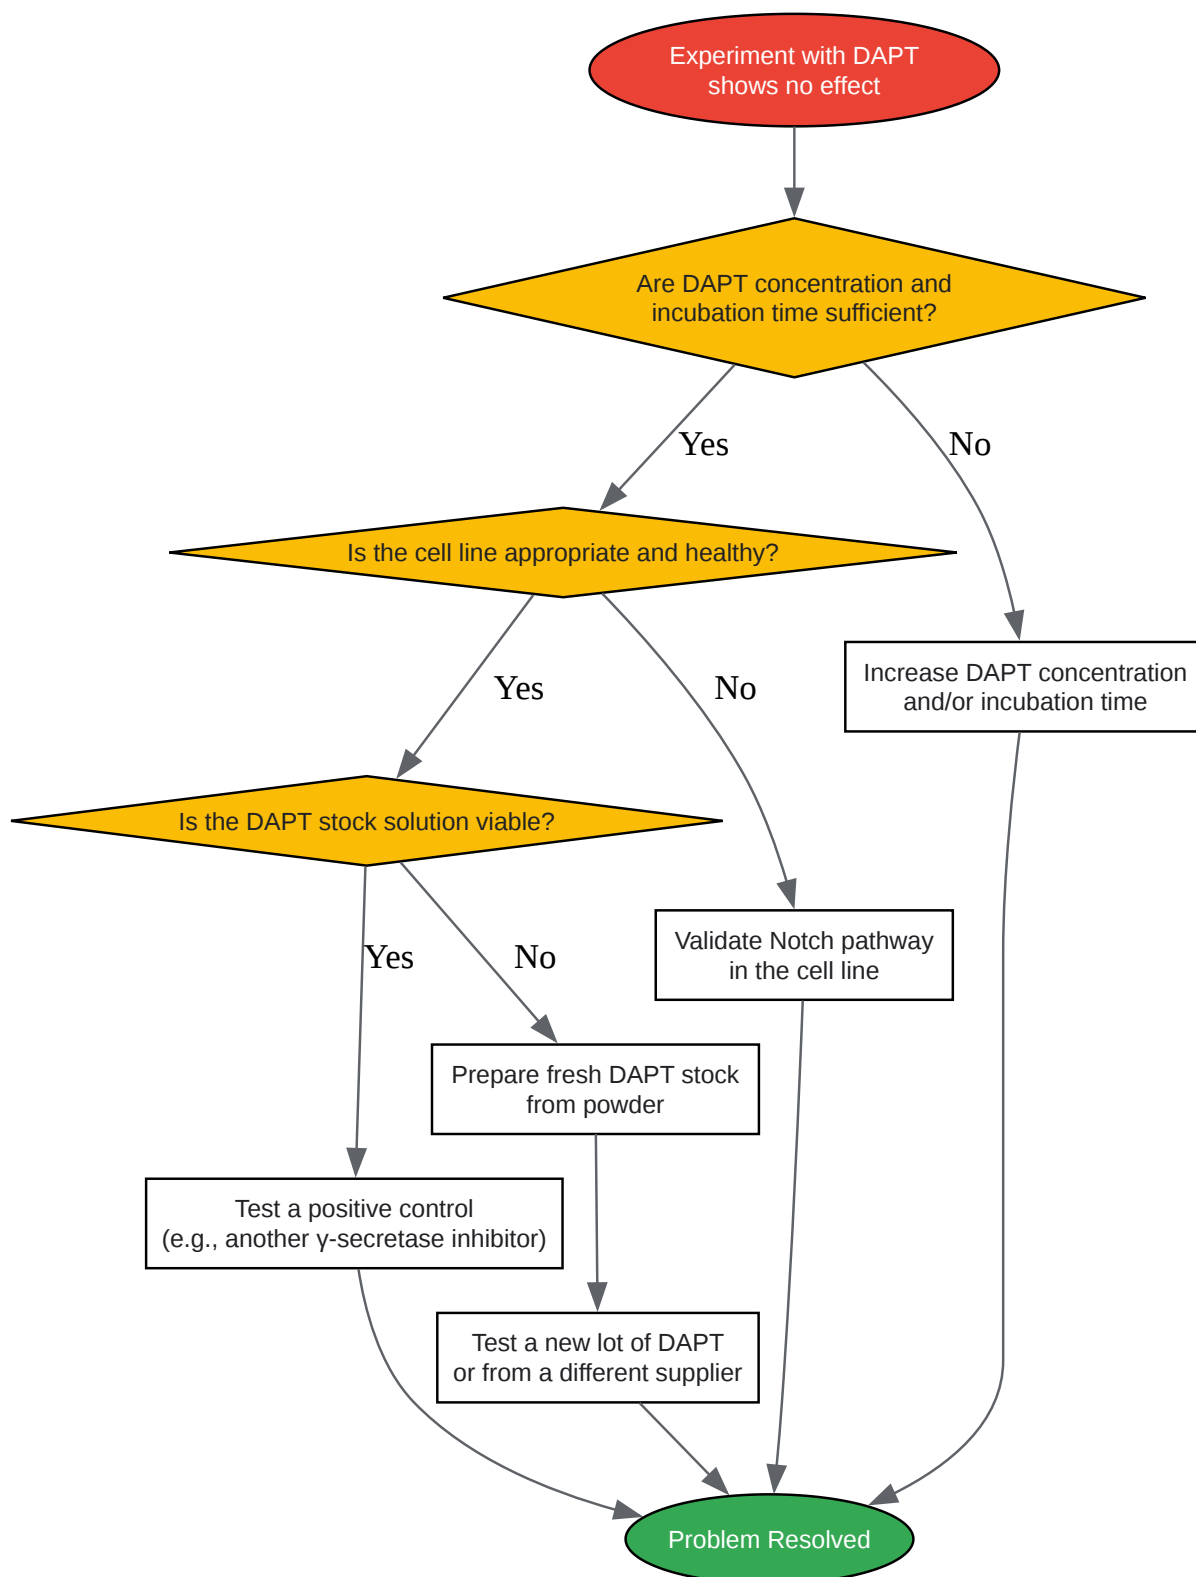 Experiment with DAPT
shows no effect
Are DAPT concentration and
incubation time sufficient?
Yes
No
Is the cell line appropriate and healthy?
Increase DAPT concentration
and/or incubation time
Yes
No
Is the DAPT stock solution viable?
Validate Notch pathway
in the cell line
Yes
No
Prepare fresh DAPT stock
from powder
Test a positive control
(e.g., another γ-secretase inhibitor)
Test a new lot of DAPT
or from a different supplier
Problem Resolved